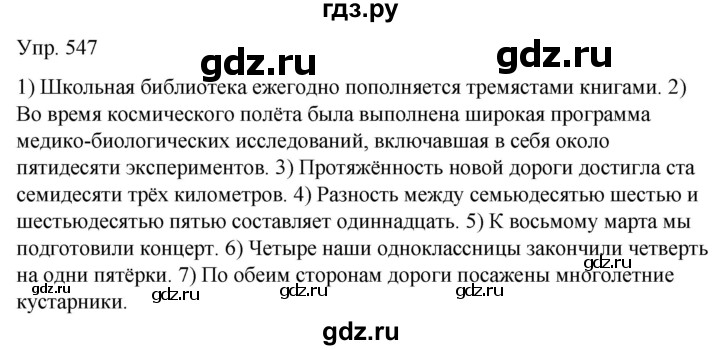 гдз.ру
Упр. 547
gdz.ru gdz.ru
1) Школьная библиотека ежегодно пополняется тремястами книгами. 2)
Во время космического полёта была выполнена широкая программа
медико-биологических исследований, включавшая в себя около
gdz.ru gdz.ru
пятидесяти экспериментов. 3) Протяжённость новой дороги достигла ста
семидесяти трёх километров. 4) Разность между семьюдесятью шестью и
шестьюдесятью пятью составляет одиннадцать. 5) К восьмому марта мы
подготовили концерт. 6) Четыре наши одноклассницы закончили четверть
gdz.ru gdz.ru
на одни пятёрки. 7) По обеим сторонам дороги посажены многолетние
gdz.ru gdz.ru
кустарники.
gdz.ru